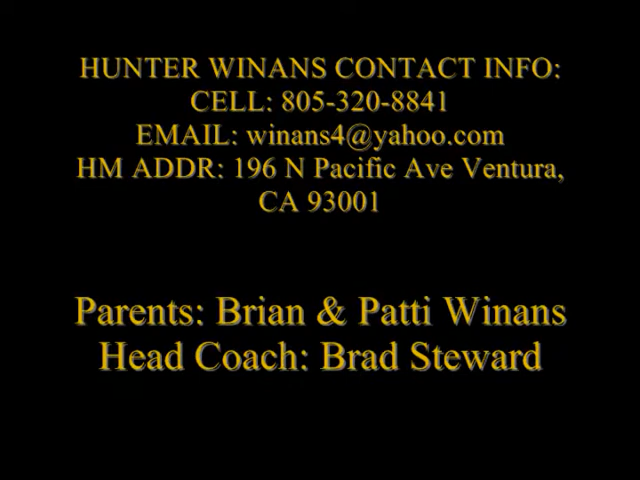 HUNTER WINANS CONTACT INFO:
CELL: 805-320-8841
EMAIL: winans4@yahoo.com
HM ADDR: 196 N Pacific Ave Ventura,
CA 93001
Parents: Brian & Patti Winans
Head Coach: Brad Steward